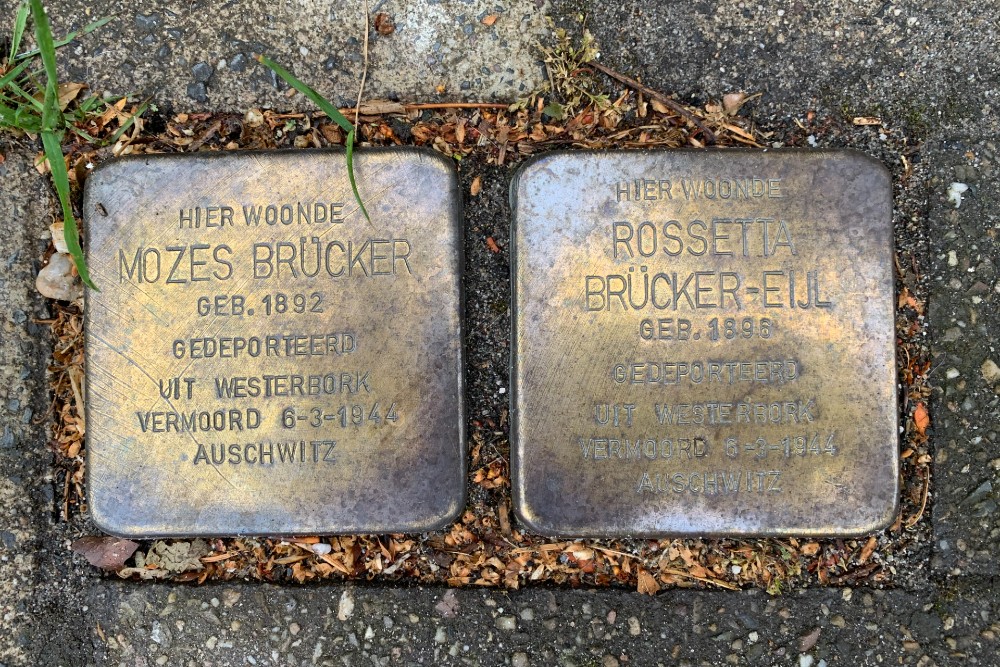 HIER WOONDE
MOZES BRÜCKER
GEB. 1892
GEDEPORTEERD
UIT WESTERBORK
VERMOORD 6-3-1944
AUSCHWITZ
HIER WOONDE
ROSSETTA
BRÜCKER-EIJL
GEB. 1896
GEDEPORTEERD
UIT WESTERBORK
VERMOORD 6-3-1944
AUSCHWITZ